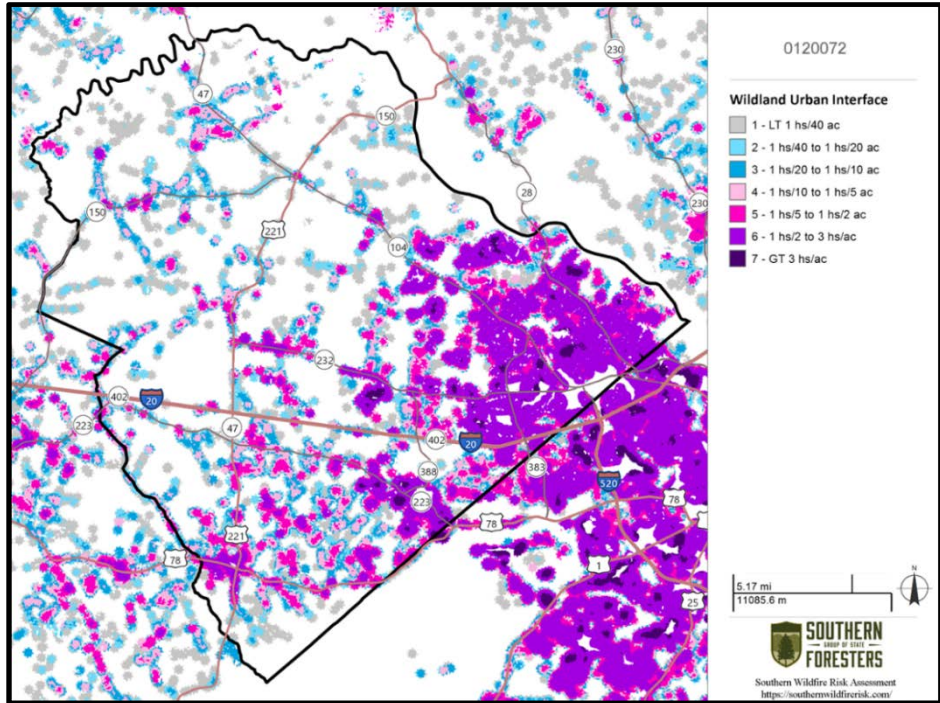 0120072
Wildland Urban Interface
1 - LT 1 hs/40 ac
2 - 1 hs/40 to 1 hs/20 ac
3 - 1 hs/20 to 1 hs/10 ac
4 - 1 hs/10 to 1 hs/5 ac
5 - 1 hs/5 to 1 hs/2 ac
6 - 1 hs/2 to 3 hs/ac
7 - GT 3 hs/ac
230
47
150
28
230
150
221
104
232
402
20
223
47
402
20
388
383
223
520
78
78
221
78
1
25
N
5.17 mi
11085.6 m
SOUTHERN
GROUP OF STATE
FORESTERS
Southern Wildfire Risk Assessment
https://southernwildfirerisk.com/